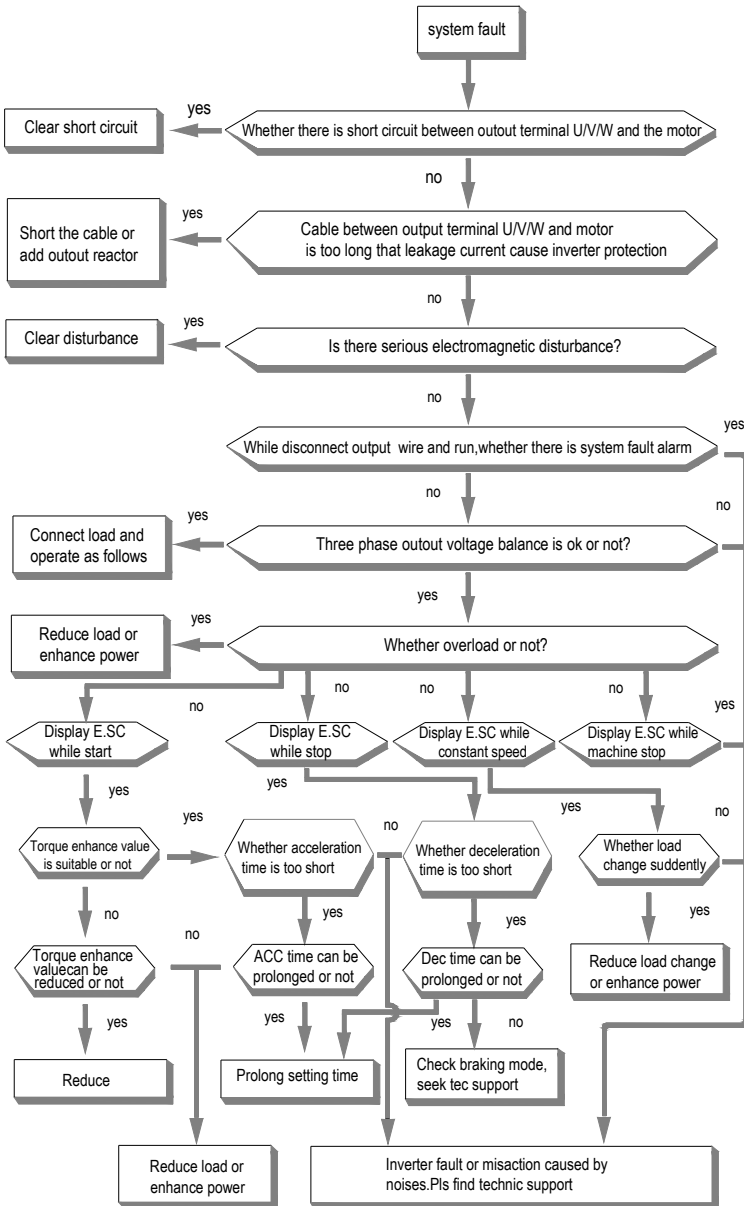 system fault
yes
Clear short circuit
Whether there is short circuit between outout terminal U/V/W and the motor
no
yes
Short the cable or
add outout reactor
Cable between output terminal U/V/W and motor
is too long that leakage current cause inverter protection
no
yes
Clear disturbance
Is there serious electromagnetic disturbance?
no
yes
While disconnect output wire and run,whether there is system fault alarm
no
no
yes
Connect load and
operate as follows
Three phase outout voltage balance is ok or not?
yes
yes
Reduce load or
enhance power
Whether overload or not?
no
no
no
no
yes
Display E.SC
while start
Display E.SC
while stop
Display E.SC while
constant speed
Display E.SC while
machine stop
yes
yes
yes
no
yes
no
Torque enhance value
is suitable or not
Whether acceleration
time is too short
Whether deceleration
time is too short
Whether load
change suddently
no
yes
yes
yes
no
Torque enhance
valuecan be
reduced or not
ACC time can be
prolonged or not
Dec time can be
prolonged or not
Reduce load change
or enhance power
yes
yes
yes
no
Reduce
Prolong setting time
Check braking mode,
seek tec support
Reduce load or
enhance power
Inverter fault or misaction caused by
noises.Pls find technic support